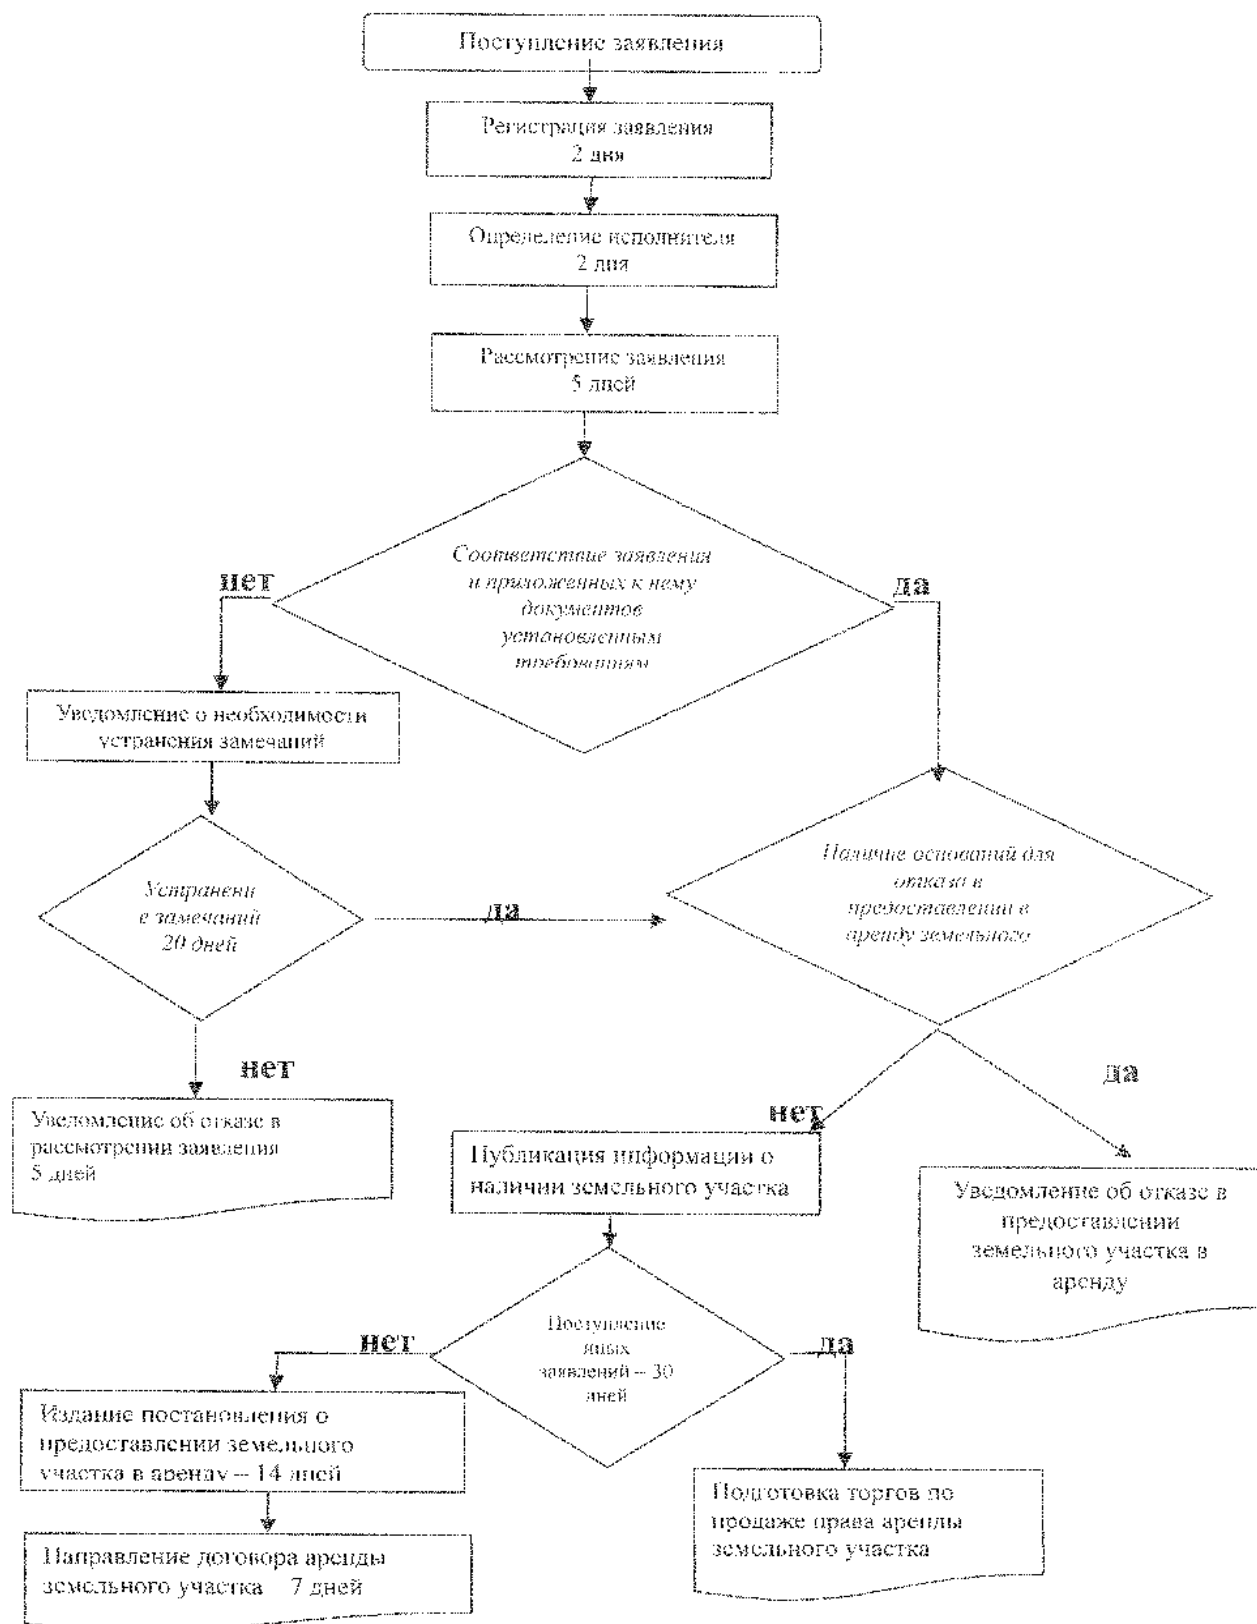 Поступление заявления
Регистрация заявления
2 дня
Определение исполнителя
2 дня
Рассмотрение заявления
5 дней
Соответствие заявления
и приложенных к нему
документов
установленным
требованиям
нет
да
Уведомление о необходимости
устранения замечаний
Наличие оснований для
отказа в
предоставлении в
аренду земельного
Устранени
е замечаний
20 дней
да
нет
да
нет
Уведомление об отказе в
рассмотрении заявления
5 дней
Публикация информации о
наличии земельного участка
Уведомление об отказе в
предоставлении
земельного участка в
аренду
Поступление
иных
заявлений – 30
дней
нет
да
Издание постановления о
предоставлении земельного
участка в аренду – 14 дней
Подготовка торгов по
продаже права аренды
земельного участка
Направление договора аренды
земельного участка 7 дней